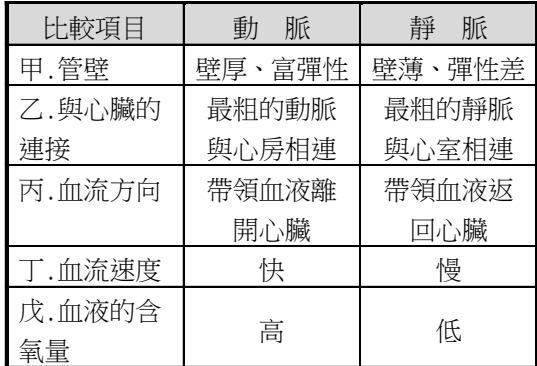 比較項目 動 脈 靜 脈
甲.管壁 壁厚、富彈性 壁薄、彈性差
乙.與心臟的 最粗的動脈 最粗的靜脈
連接 與心房相連 與心室相連
丙.血流方向 帶領血液離 帶領血液返
開心臟 回心臟
丁.血流速度 快 慢
戊.血液的含
氧量 高 低